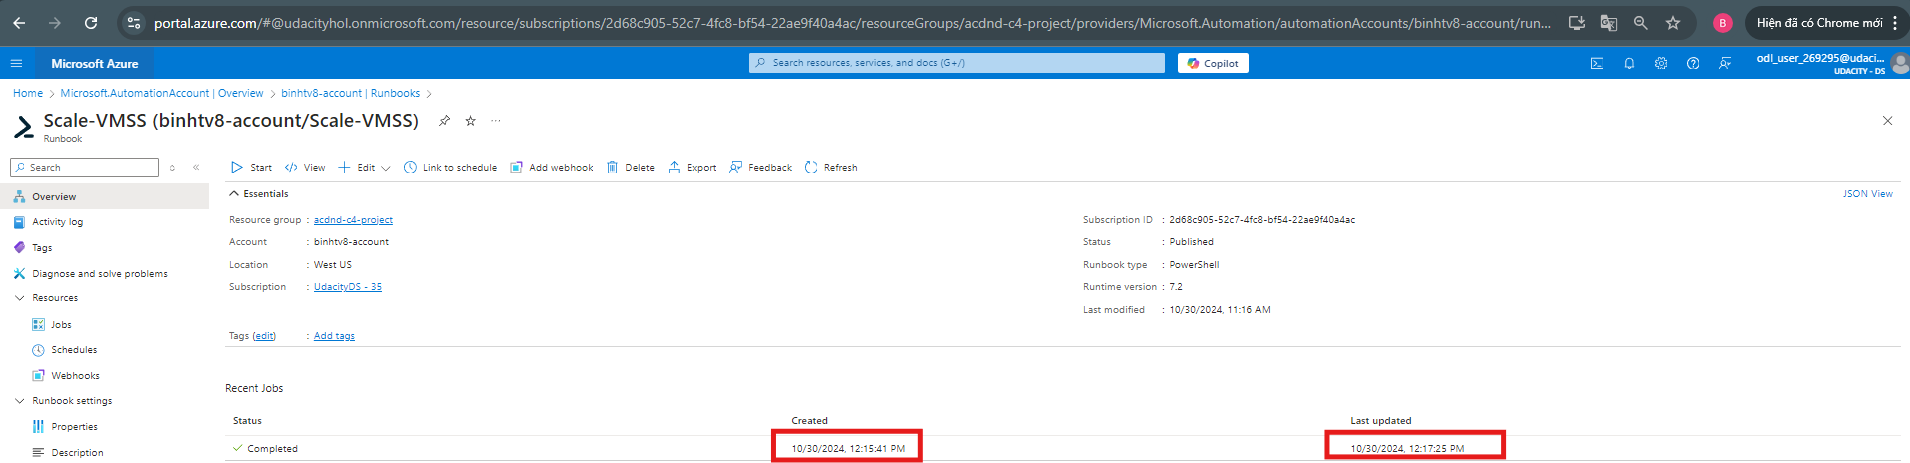 portal.azure.com/#@udacityhol.onmicrosoft.com/resource/subscriptions/2d68c905-52c7-4fc8-bf54-22ae9f40a4ac/resourceGroups/acdnd-c4-project/providers/Microsoft.Automation/automationAccounts/binhtv8-account/run...
B
Hiện đã có Chrome mới
Microsoft Azure
Search resources, services, and docs (G+/)
Copilot
odl_user_269295@udaci...
UDACITY - DS
Home > Microsoft.AutomationAccount | Overview > binhtv8-account | Runbooks >
Scale-VMSS (binhtv8-account/Scale-VMSS)
Runbook
Search
Start View Edit Link to schedule Add webhook Delete Export Feedback Refresh
Overview
Activity log
Tags
Diagnose and solve problems
Resources
Jobs
Schedules
Webhooks
Runbook settings
Properties
Description
Essentials
JSON View
Resource group : acdnd-c4-project
Account : binhtv8-account
Location : West US
Subscription : UdacityDS - 35
Subscription ID : 2d68c905-52c7-4fc8-bf54-22ae9f40a4ac
Status : Published
Runbook type : PowerShell
Runtime version : 7.2
Last modified : 10/30/2024, 11:16 AM
Tags (edit) : Add tags
Recent Jobs
Status Created Last updated
Completed 10/30/2024, 12:15:41 PM 10/30/2024, 12:17:25 PM